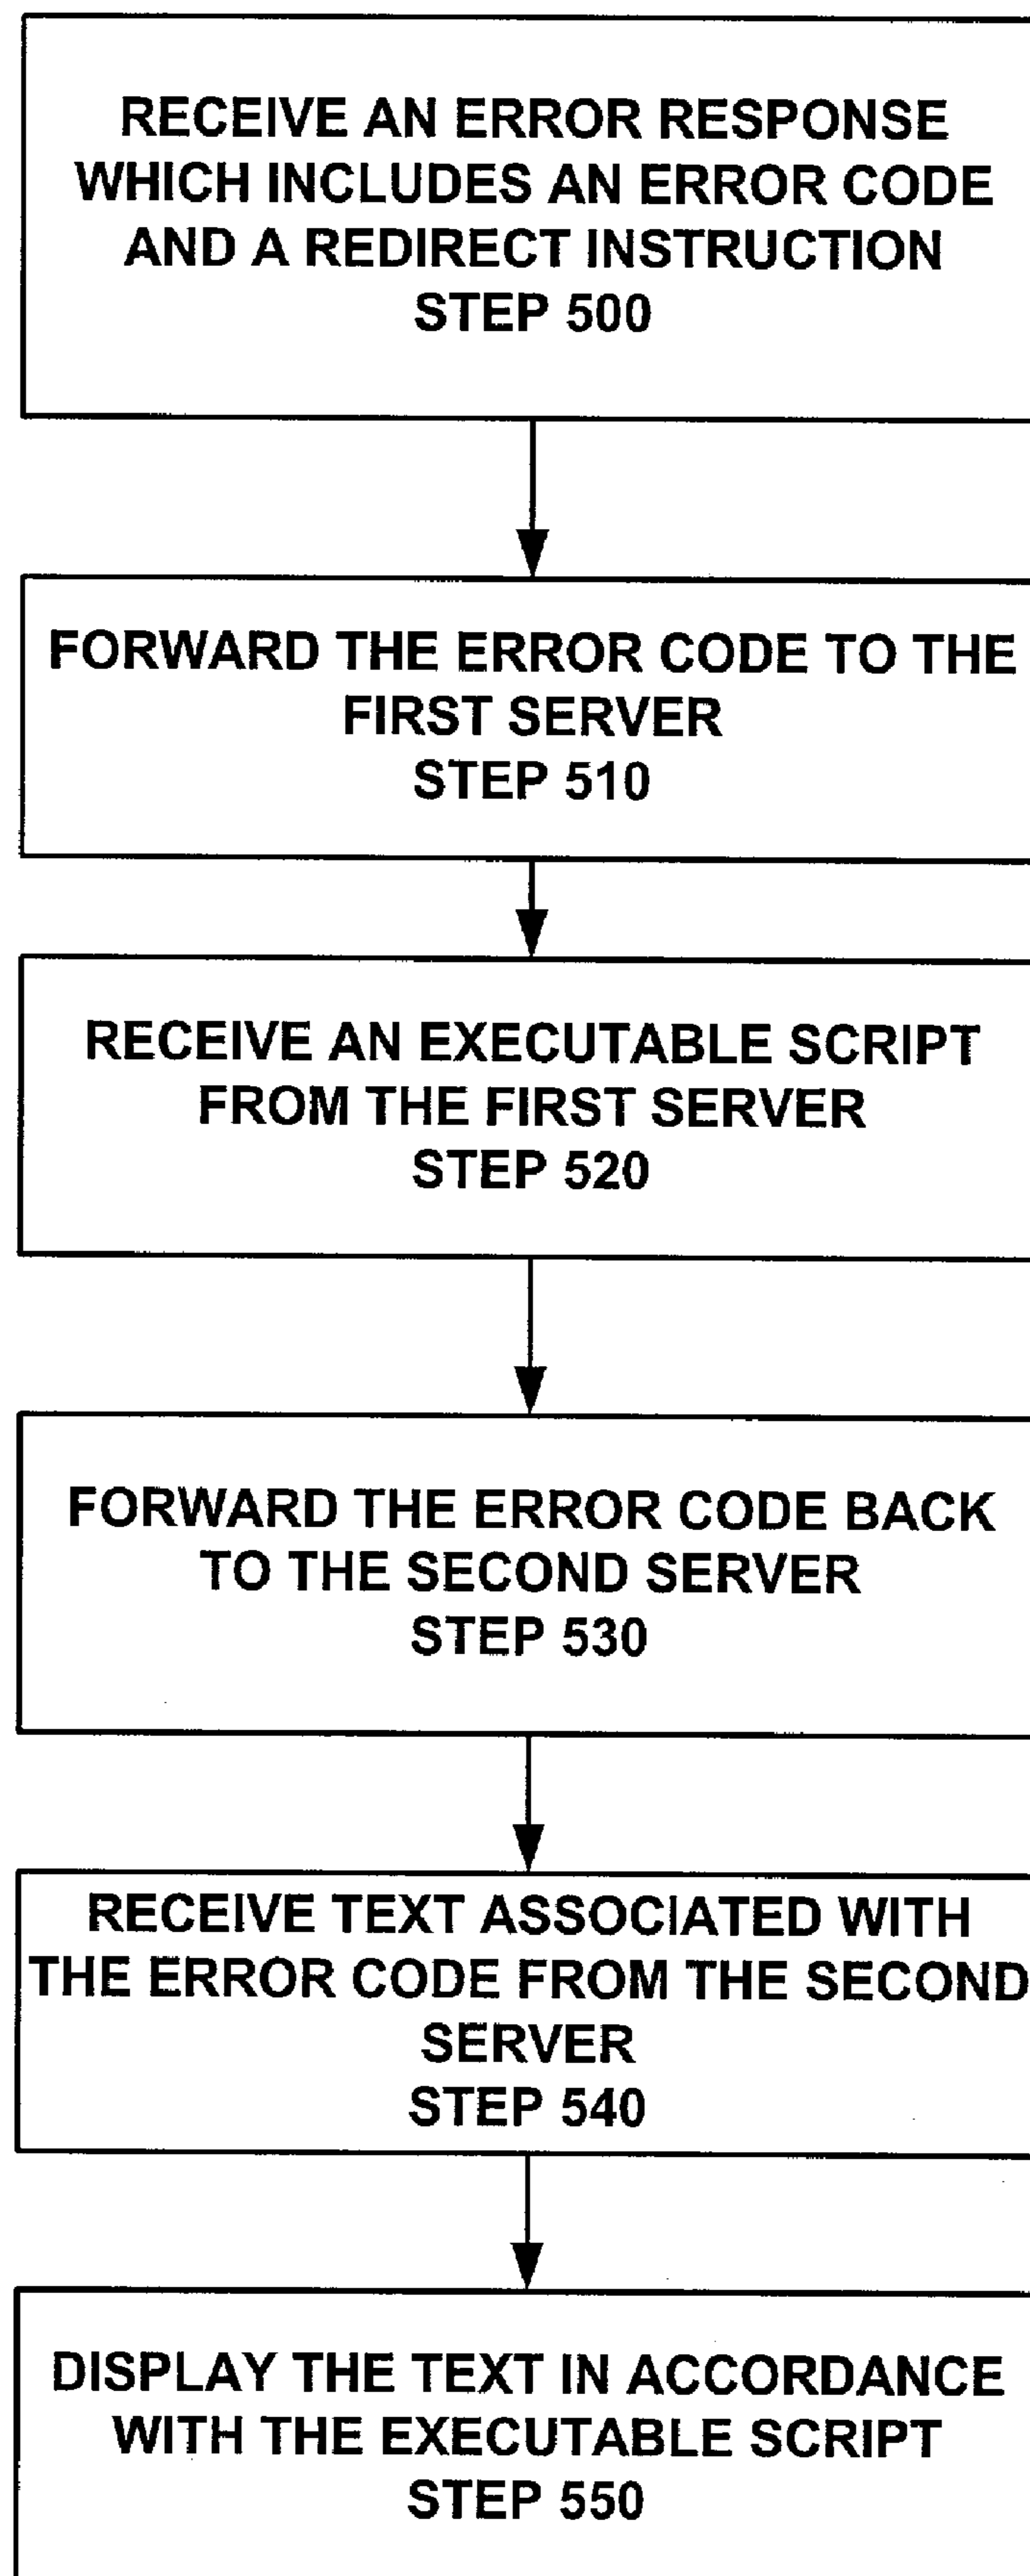 RECEIVE AN ERROR RESPONSE
WHICH INCLUDES AN ERROR CODE
AND A REDIRECT INSTRUCTION
STEP 500
FORWARD THE ERROR CODE TO THE
FIRST SERVER
STEP 510
RECEIVE AN EXECUTABLE SCRIPT
FROM THE FIRST SERVER
STEP 520
FORWARD THE ERROR CODE BACK
TO THE SECOND SERVER
STEP 530
RECEIVE TEXT ASSOCIATED WITH
THE ERROR CODE FROM THE SECOND
SERVER
STEP 540
DISPLAY THE TEXT IN ACCORDANCE
WITH THE EXECUTABLE SCRIPT
STEP 550